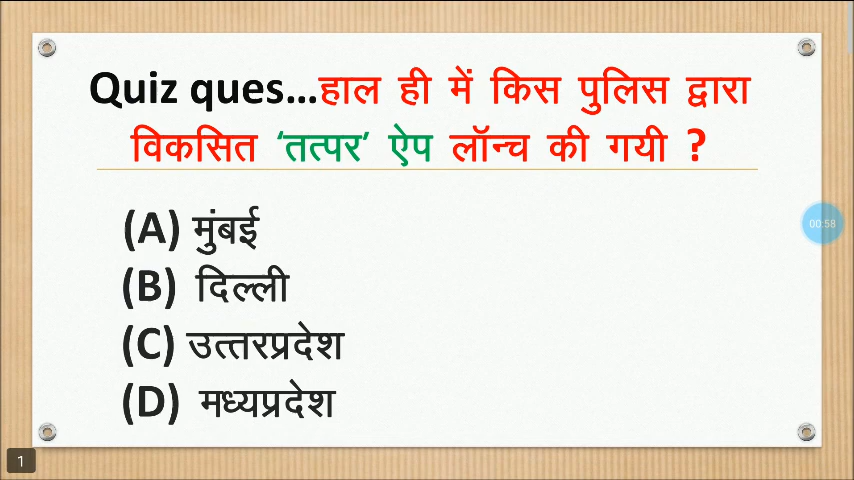 Quiz ques...हाल ही में किस पुलिस द्वारा
विकसित ‘तत्पर’ ऐप लॉन्च की गयी ?
(A) मुंबई
(B) दिल्ली
(C) उत्तरप्रदेश
(D) मध्यप्रदेश
00:58
1